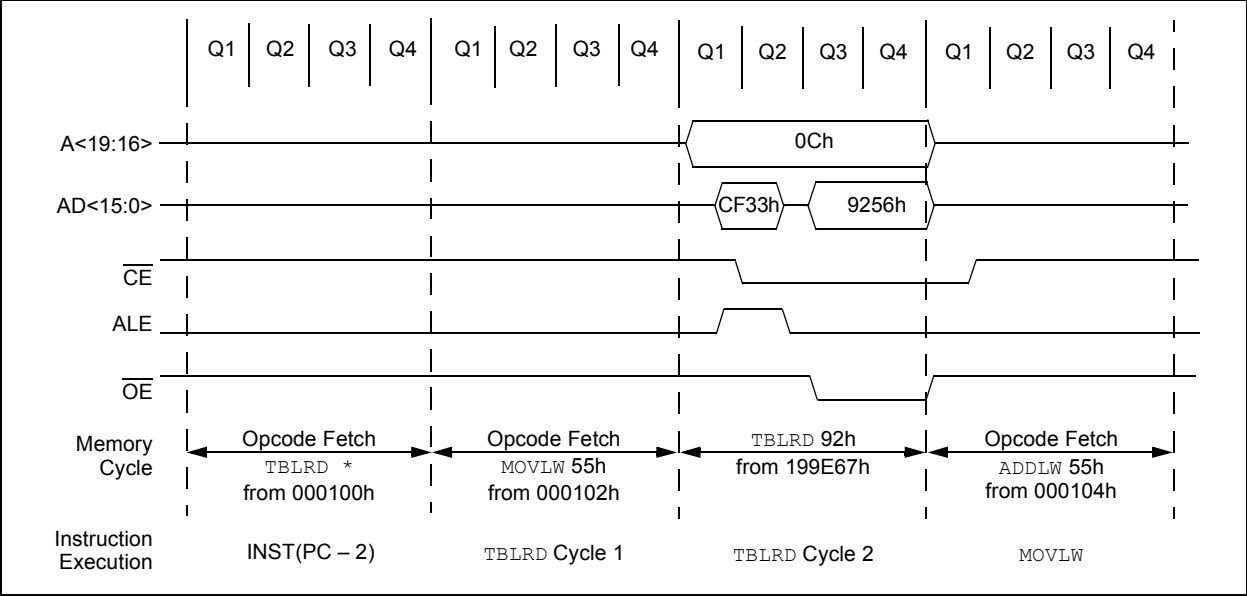 Q1 Q2 Q3 Q4 Q1 Q2 Q3 Q4 Q1 Q2 Q3 Q4 Q1 Q2 Q3 Q4
A<19:16> 0Ch
AD<15:0> CF33h 9256h
CE
ALE
OE
Memory Cycle
Opcode Fetch
TBLRD *
from 000100h
Opcode Fetch
MOVLW 55h
from 000102h
TBLRD 92h
from 199E67h
Opcode Fetch
ADDLW 55h
from 000104h
Instruction
Execution
INST(PC – 2) TBLRD Cycle 1 TBLRD Cycle 2 MOVLW